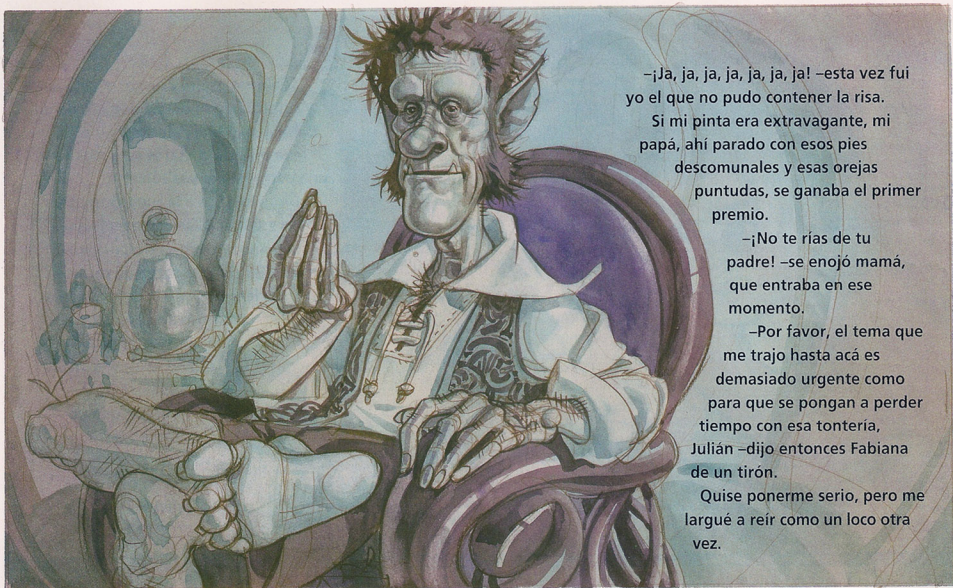 –¡Ja, ja, ja, ja, ja, ja, ja! –esta vez fui
yo el que no pudo contener la risa.
Si mi pinta era extravagante, mi
papá, ahí parado con esos pies
descomunales y esas orejas
puntudas, se ganaba el primer
premio.
–¡No te rías de tu
padre! –se enojó mamá,
que entraba en ese
momento.
–Por favor, el tema que
me trajo hasta acá es
demasiado urgente como
para que se pongan a perder
tiempo con esa tontería,
Julián –dijo entonces Fabiana
de un tirón.
Quise ponerme serio, pero me
largué a reír como un loco otra
vez.